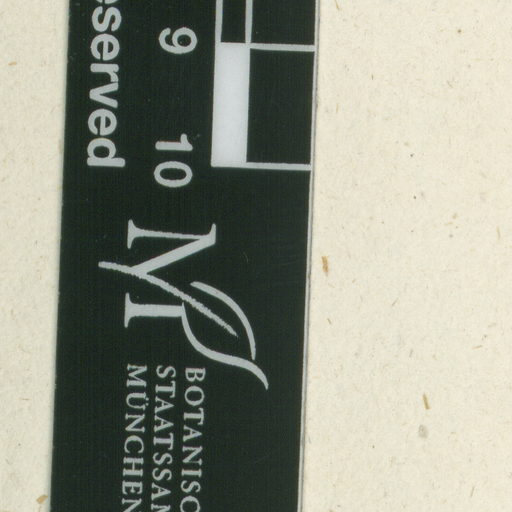 9 10
eserved
M
BOTANISC
STAATSSAM
MÜNCHEN